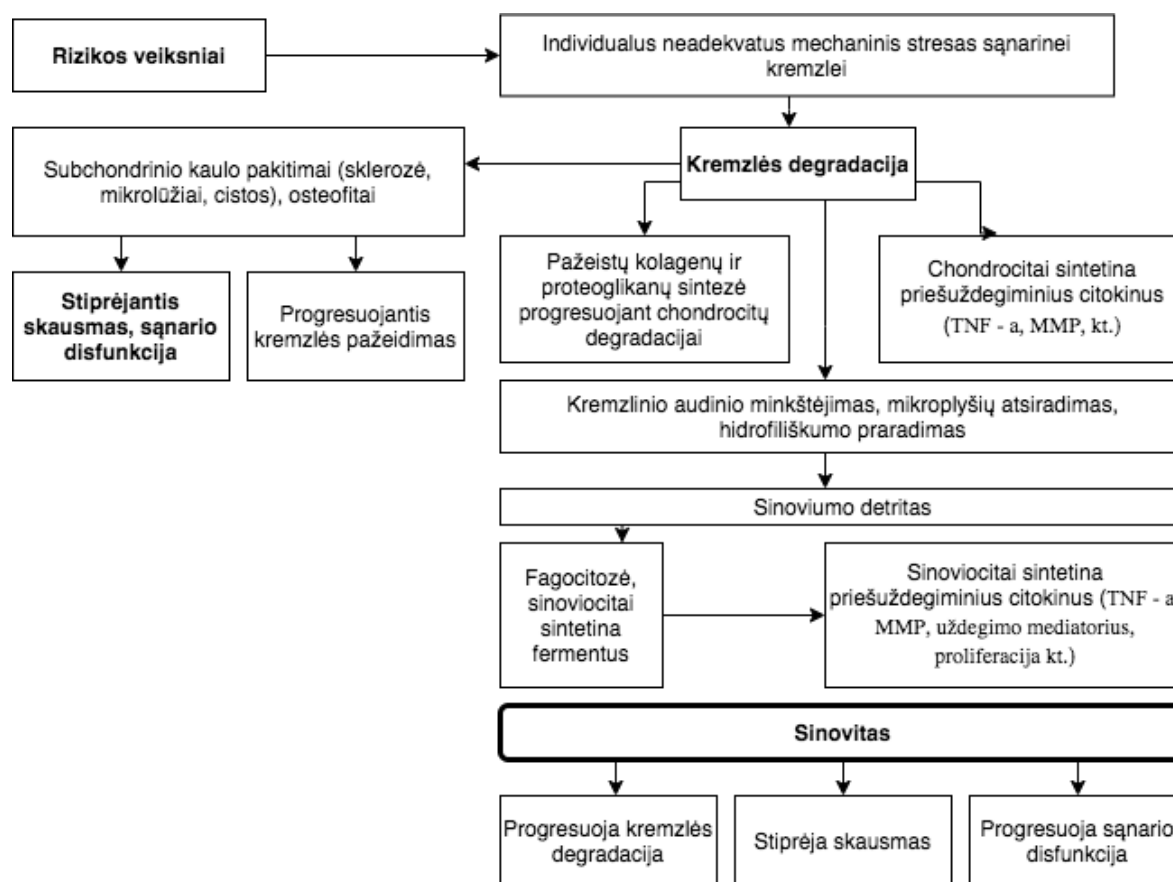 Rizikos veiksniai
Individualus neadekvatus mechaninis stresas sąnarinei
kremzlei
Subchondrinio kaulo pakitimai (sklerozė,
mikrolūžiai, cistos), osteofitai
Kremzlės degradacija
Stiprėjantis
skausmas, sąnario
disfunkcija
Progresuojantis
kremzlės pažeidimas
Pažeistų kolagenų ir
proteoglikanų sintezė
progresuojant chondrocitų
degradacijai
Chondrocitai sintetina
priešuždegiminius citokinus
(TNF - a, MMP, kt.)
Kremzlinio audinio minkštėjimas, mikroplyšių atsiradimas,
hidrofiliškumo praradimas
Sinoviumo detritas
Fagocitozė,
sinoviocitai
sintetina
fermentus
Sinoviocitai sintetina
priešuždegiminius citokinus (TNF - a
MMP, uždegimo mediatorius,
proliferacija kt.)
Sinovitas
Progresuoja kremzlės
degradacija
Stiprėja skausmas
Progresuoja sąnario
disfunkcija